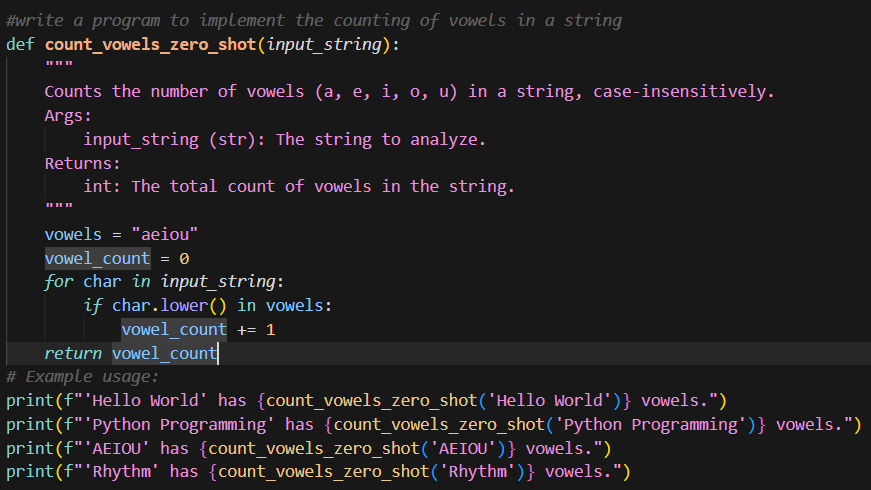 #write a program to implement the counting of vowels in a string
def count_vowels_zero_shot(input_string):
    """
    Counts the number of vowels (a, e, i, o, u) in a string, case-insensitively.
    Args:
        input_string (str): The string to analyze.
    Returns:
        int: The total count of vowels in the string.
    """
    vowels = "aeiou"
    vowel_count = 0
    for char in input_string:
        if char.lower() in vowels:
            vowel_count += 1
    return vowel_count
# Example usage:
print(f"'Hello World' has {count_vowels_zero_shot('Hello World')} vowels.")
print(f"'Python Programming' has {count_vowels_zero_shot('Python Programming')} vowels.")
print(f"'AEIOU' has {count_vowels_zero_shot('AEIOU')} vowels.")
print(f"'Rhythm' has {count_vowels_zero_shot('Rhythm')} vowels.")